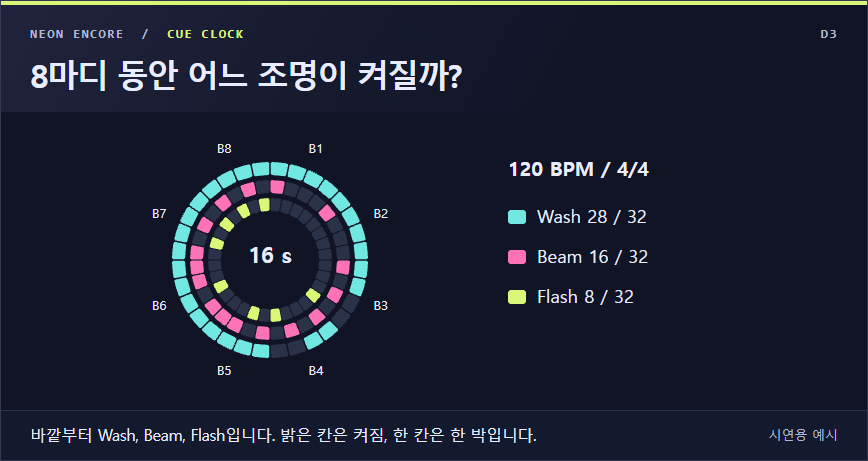 NEON ENCORE / CUE CLOCK
D3
8마디 동안 어느 조명이 켜질까?
B8
B1
B7
B2
16 s
B6
B3
B5
B4
120 BPM / 4/4
Wash 28 / 32
Beam 16 / 32
Flash 8 / 32
바깥부터 Wash, Beam, Flash입니다. 밝은 칸은 켜짐, 한 칸은 한 박입니다.
시연용 예시